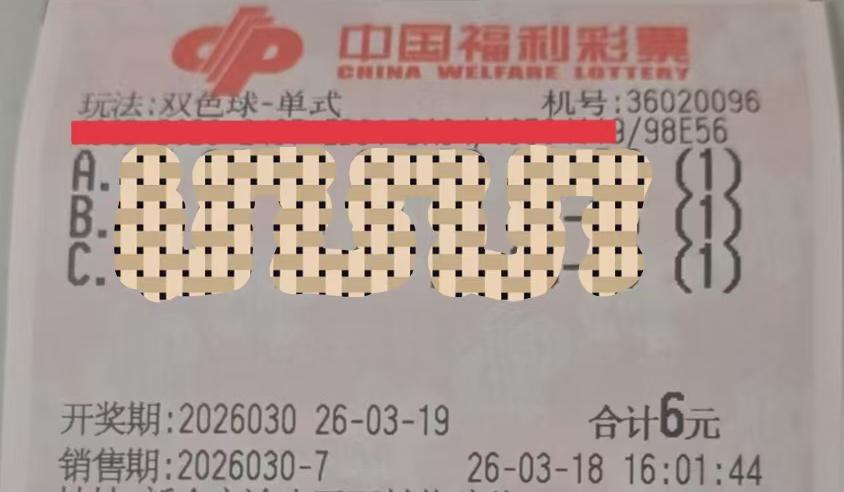 中国福利彩票
CHINA WELFARE LOTTERY
玩法:双色球-单式 机号:36020096
9/98E56
A. (1)
B. - (1)
C. - (1)
开奖期:2026030 26-03-19 合计6元
销售期:2026030-7 26-03-18 16:01:44